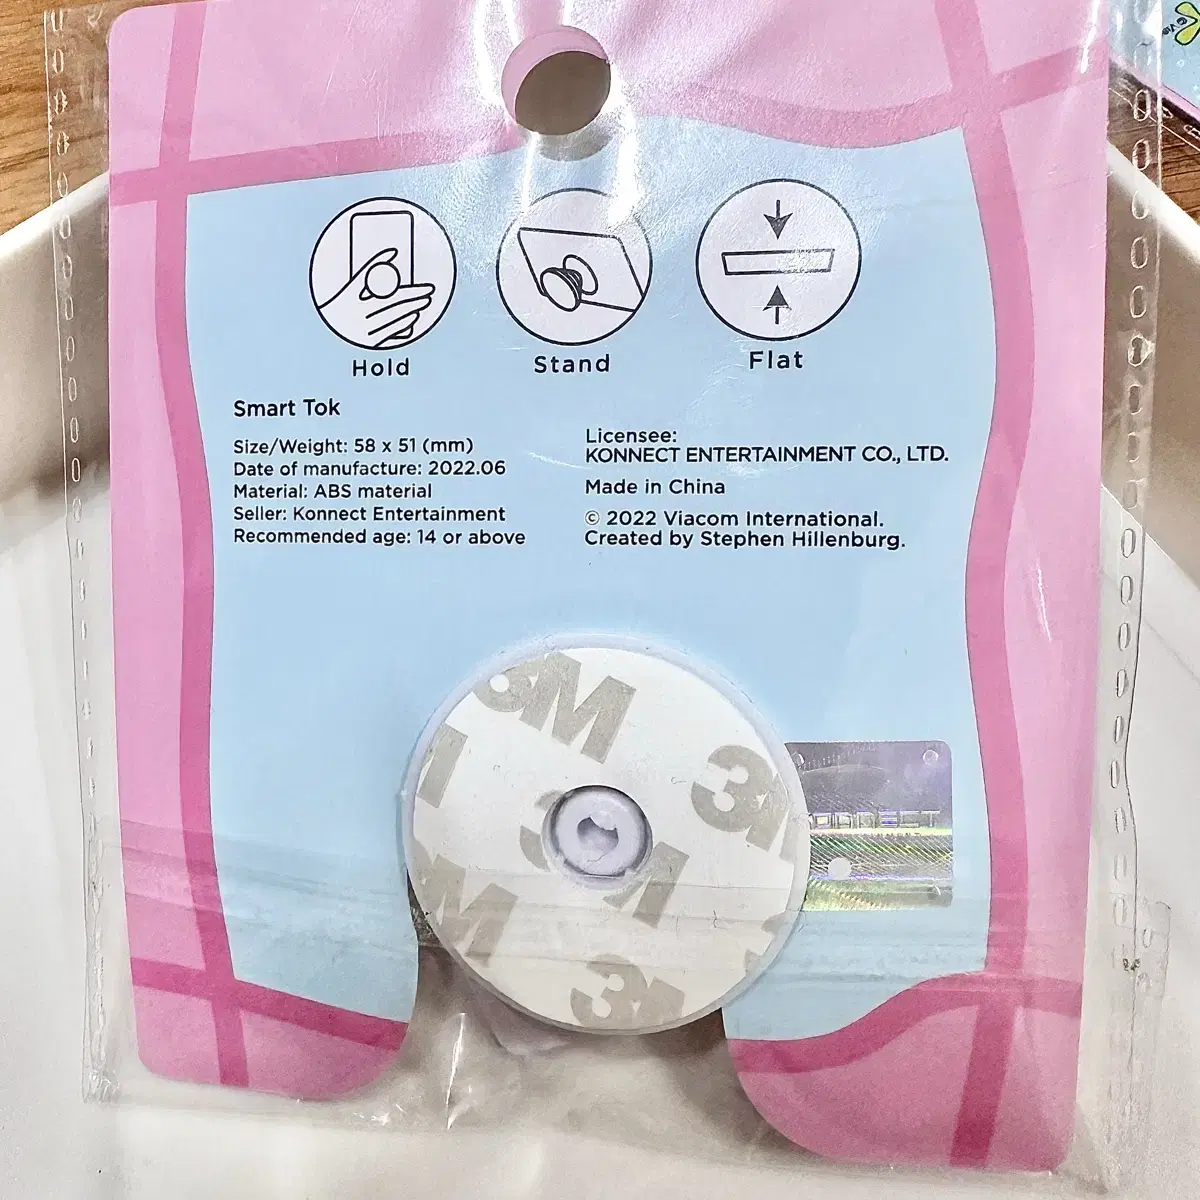 Hold
Stand
Flat
Smart Tok
Size/Weight: 58 x 51 (mm)
Date of manufacture: 2022.06
Material: ABS material
Seller: Konnect Entertainment
Recommended age: 14 or above
Licensee:
KONNECT ENTERTAINMENT CO., LTD.
Made in China
© 2022 Viacom International.
Created by Stephen Hillenburg.
3M
3M
3M
3M